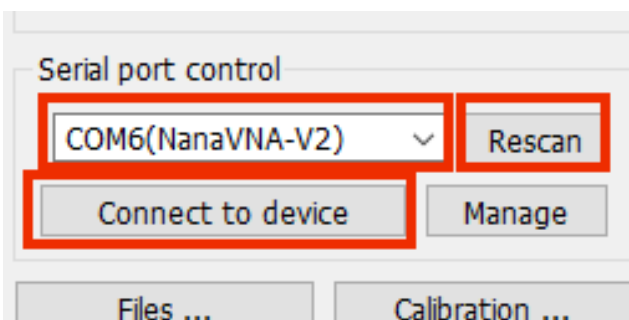 Serial port control
COM6(NanaVNA-V2) Rescan
Connect to device Manage
Files ... Calibration ...